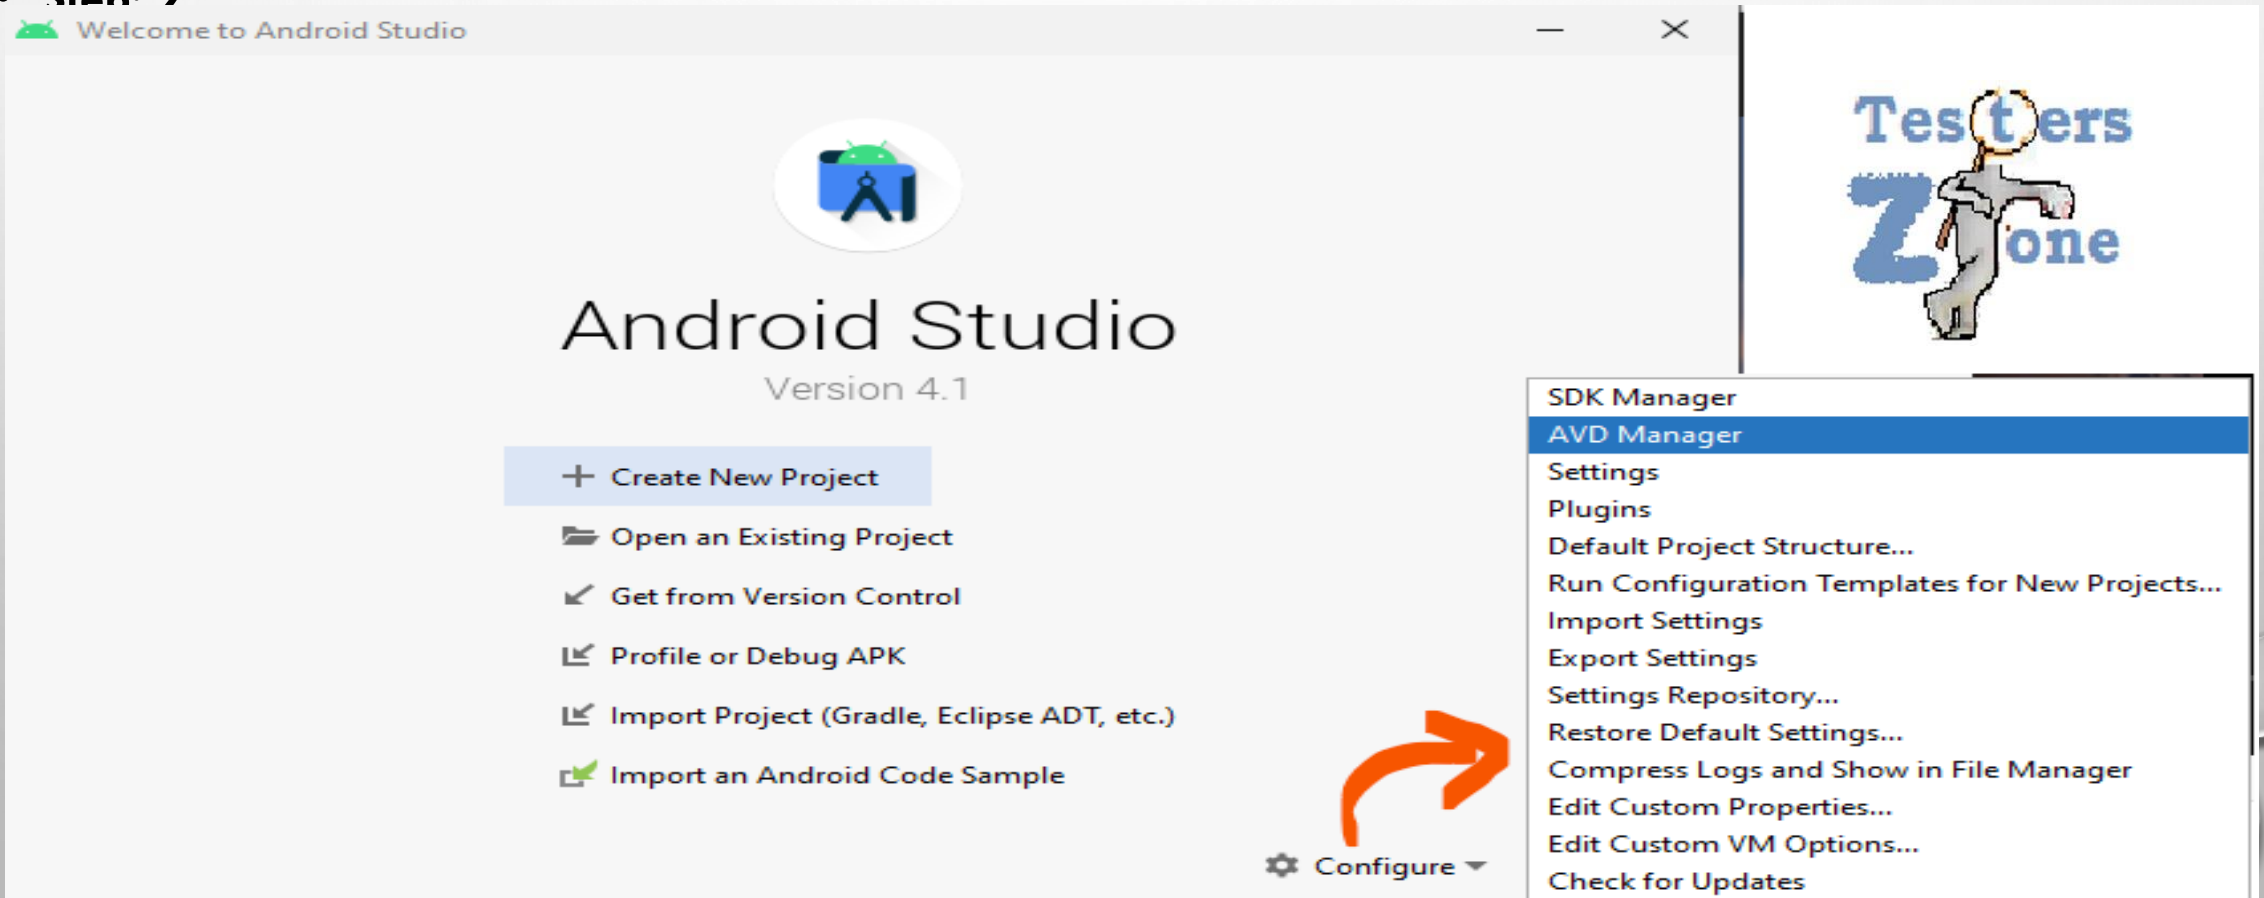 Step: 2
Welcome to Android Studio
Testers
Zone
Android Studio
Version 4.1
Create New Project
Open an Existing Project
Get from Version Control
Profile or Debug APK
Import Project (Gradle, Eclipse ADT, etc.)
Import an Android Code Sample
Configure
SDK Manager
AVD Manager
Settings
Plugins
Default Project Structure...
Run Configuration Templates for New Projects...
Import Settings
Export Settings
Settings Repository...
Restore Default Settings...
Compress Logs and Show in File Manager
Edit Custom Properties...
Edit Custom VM Options...
Check for Updates